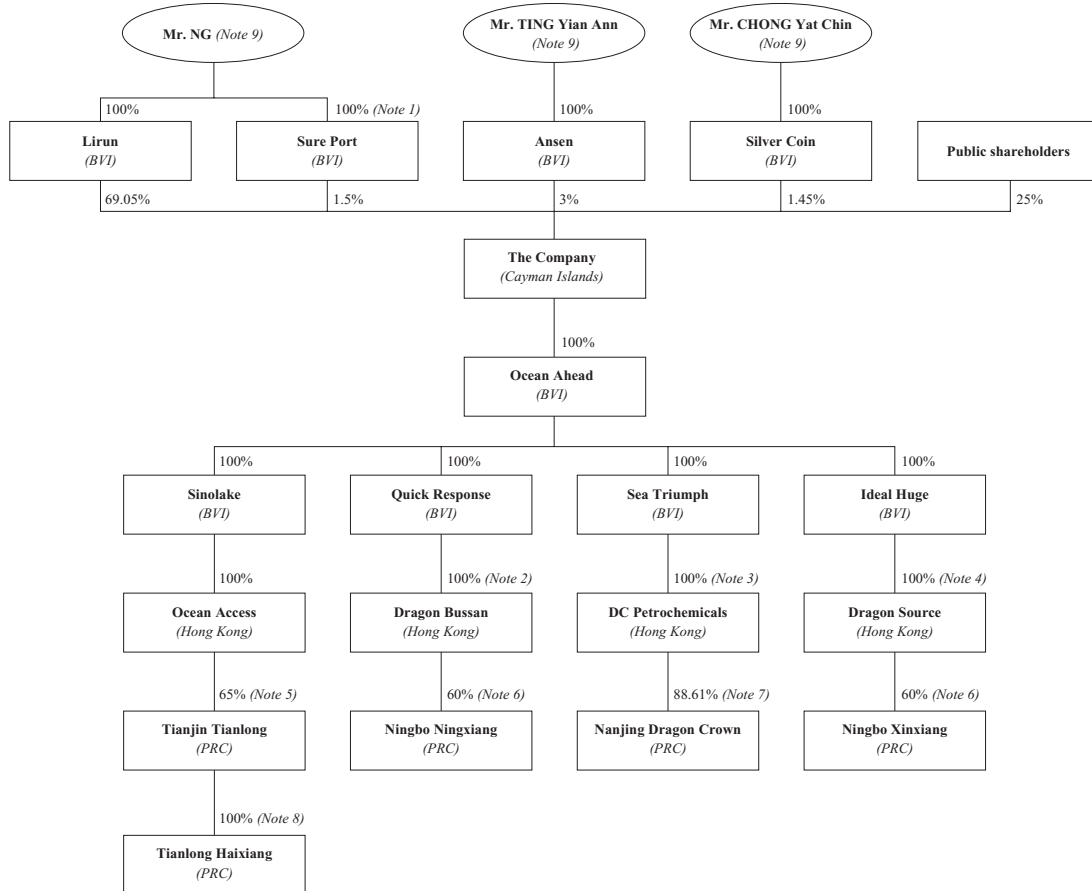 Mr. NG (Note 9)
Mr. TING Yian Ann
(Note 9)
Mr. CHONG Yat Chin
(Note 9)
100%
100% (Note 1)
100%
100%
Lirun
(BVI)
Sure Port
(BVI)
Ansen
(BVI)
Silver Coin
(BVI)
Public shareholders
69.05%
1.5%
3%
1.45%
25%
The Company
(Cayman Islands)
100%
Ocean Ahead
(BVI)
100%
100%
100%
100%
Sinolake
(BVI)
Quick Response
(BVI)
Sea Triumph
(BVI)
Ideal Huge
(BVI)
100%
100% (Note 2)
100% (Note 3)
100% (Note 4)
Ocean Access
(Hong Kong)
Dragon Bussan
(Hong Kong)
DC Petrochemicals
(Hong Kong)
Dragon Source
(Hong Kong)
65% (Note 5)
60% (Note 6)
88.61% (Note 7)
60% (Note 6)
Tianjin Tianlong
(PRC)
Ningbo Ningxiang
(PRC)
Nanjing Dragon Crown
(PRC)
Ningbo Xinxiang
(PRC)
100% (Note 8)
Tianlong Haixiang
(PRC)